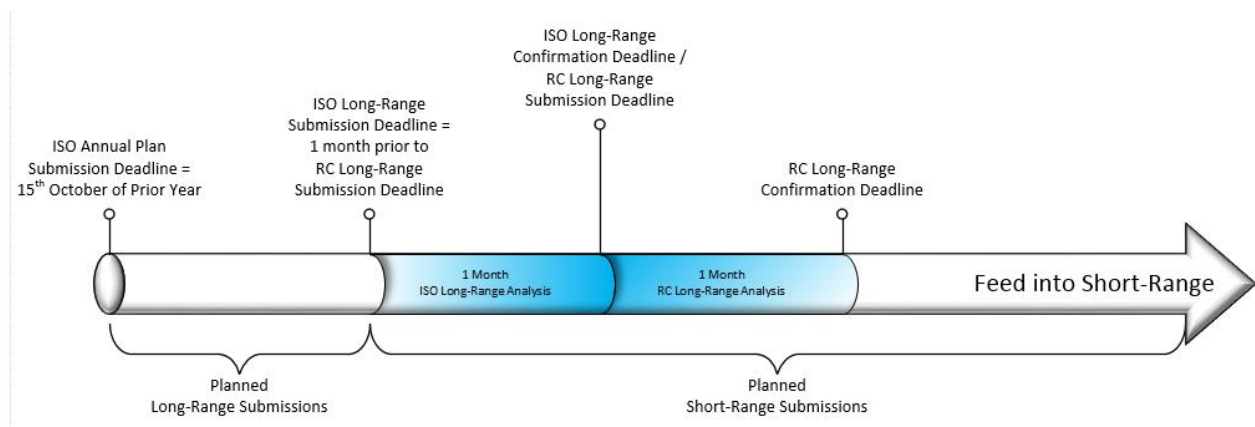 ISO Annual Plan
Submission Deadline =
15th October of Prior Year
ISO Long-Range
Submission Deadline =
1 month prior to
RC Long-Range
Submission Deadline
ISO Long-Range
Confirmation Deadline /
RC Long-Range
Submission Deadline
RC Long-Range
Confirmation Deadline
1 Month
ISO Long-Range Analysis
1 Month
RC Long-Range Analysis
Feed into Short-Range
Planned
Long-Range Submissions
Planned
Short-Range Submissions